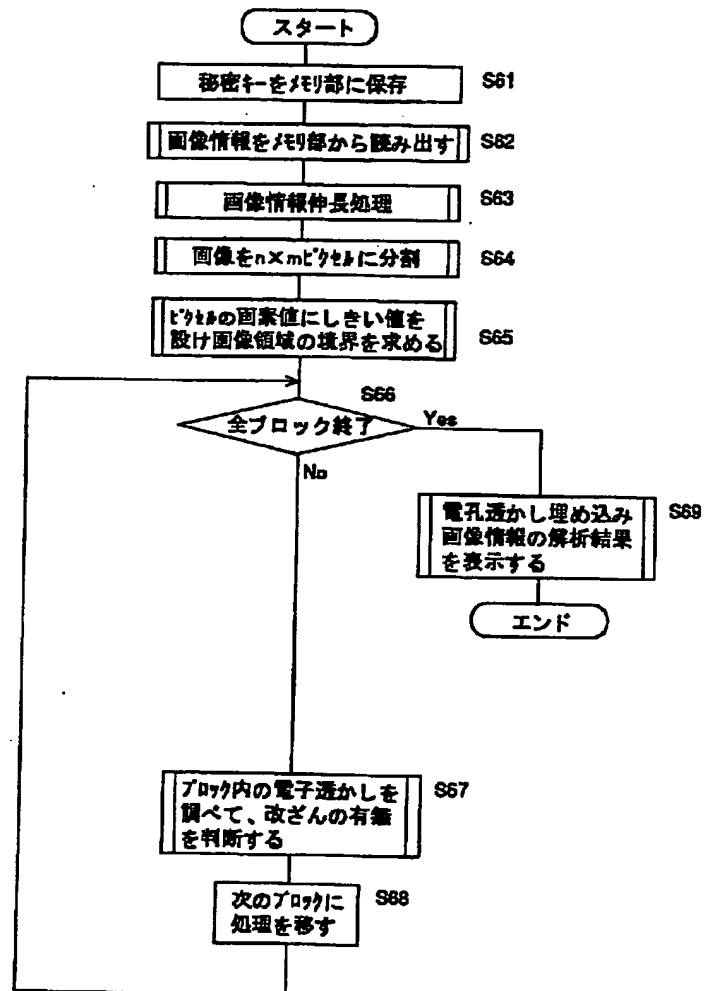 スタート
秘密キーをメモリ部に保存 S61
画像情報をメモリ部から読み出す S62
画像情報伸長処理 S63
画像をn×mピクセルに分割 S64
ピクセルの画素値にしきい値を
設け画像領域の境界を求める S65
S66
全ブロック終了 Yes
No
電孔透かし埋め込み
画像情報の解析結果
を表示する S69
エンド
ブロック内の電子透かしを
調べて、改ざんの有無
を判断する S67
次のブロックに
処理を移す S68